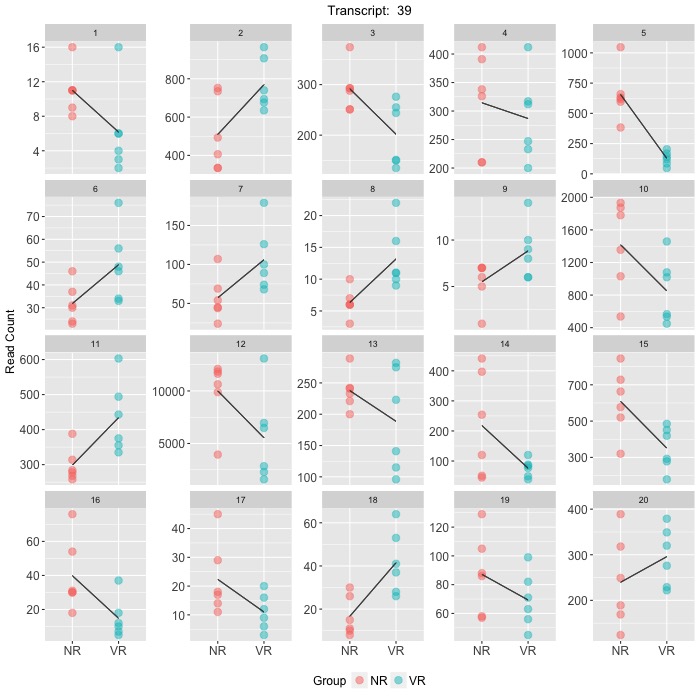 Transcript: 39
1 2 3 4 5
16 12 8 4
800 600 400
300 200
400 350 300 250 200
1000 750 500 250 0
6 7 8 9 10
70 60 50 40 30
150 100 50
20 15 10 5
10 5
2000 1600 1200 800 400
Read Count
11 12 13 14 15
600 500 400 300
10000 5000
250 200 150 100
400 300 200 100
700 500 300
16 17 18 19 20
60 40 20
40 30 20 10
60 40 20
120 100 80 60
400 300 200
NR VR NR VR NR VR NR VR NR VR
Group NR VR